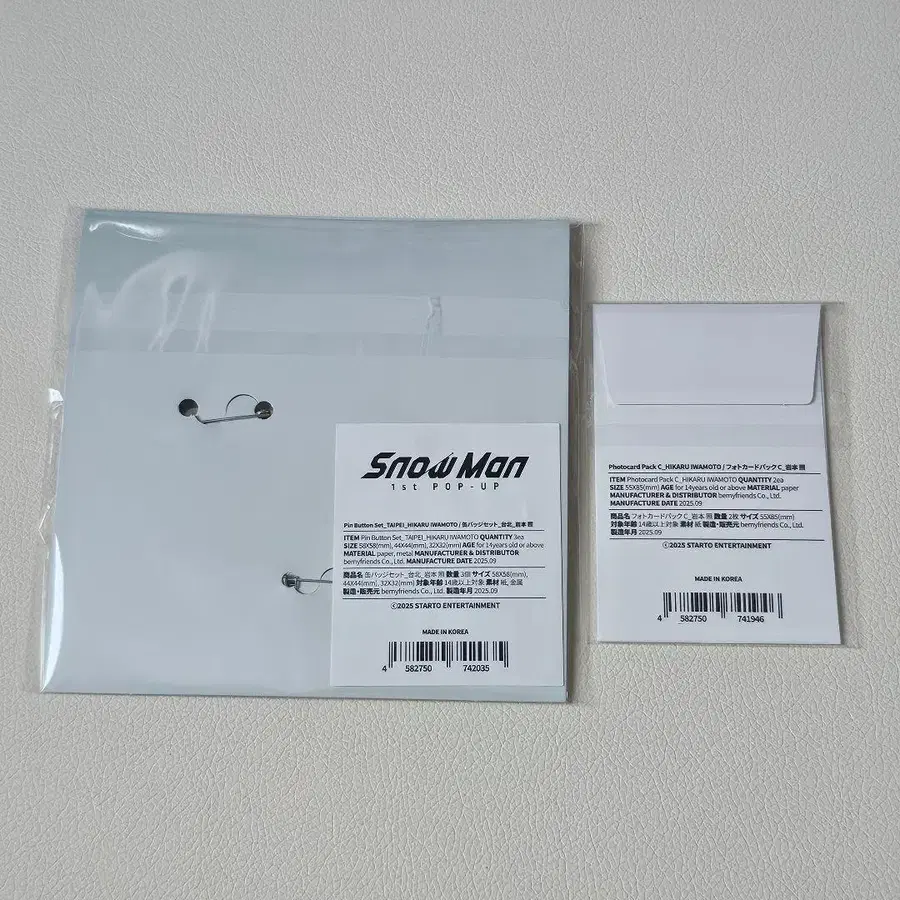 Snow Man
1st POP-UP
Pin Button Set_TAIPEI_HIKARU IWAMOTO / 缶バッジセット_台北_岩本 照
ITEM Pin Button Set_TAIPEI_HIKARU IWAMOTO QUANTITY 3ea
SIZE 58X58(mm), 44X44(mm), 32X32(mm) AGE for 14years old or above
MATERIAL paper, metal MANUFACTURER & DISTRIBUTOR
bemyfriends Co., Ltd. MANUFACTURE DATE 2025.09
商品名 缶バッジセット_台北_岩本 照 数量 3個 サイズ 58X58(mm),
44X44(mm), 32X32(mm) 対象年齢 14歳以上対象 素材 紙, 金属
製造・販売元 bemyfriends Co., Ltd. 製造年月 2025.09
ⓒ2025 STARTO ENTERTAINMENT
MADE IN KOREA
4 582750 742035
Photocard Pack C_HIKARU IWAMOTO / フォトカードパック C_岩本 照
ITEM Photocard Pack C_HIKARU IWAMOTO QUANTITY 2ea
SIZE 55X85(mm) AGE for 14years old or above MATERIAL paper
MANUFACTURER & DISTRIBUTOR bemyfriends Co., Ltd.
MANUFACTURE DATE 2025.09
商品名 フォトカードパック C_岩本 照 数量 2枚 サイズ 55X85(mm)
対象年齢 14歳以上対象 素材 紙 製造・販売元 bemyfriends Co., Ltd.
製造年月 2025.09
ⓒ2025 STARTO ENTERTAINMENT
MADE IN KOREA
4 582750 741946